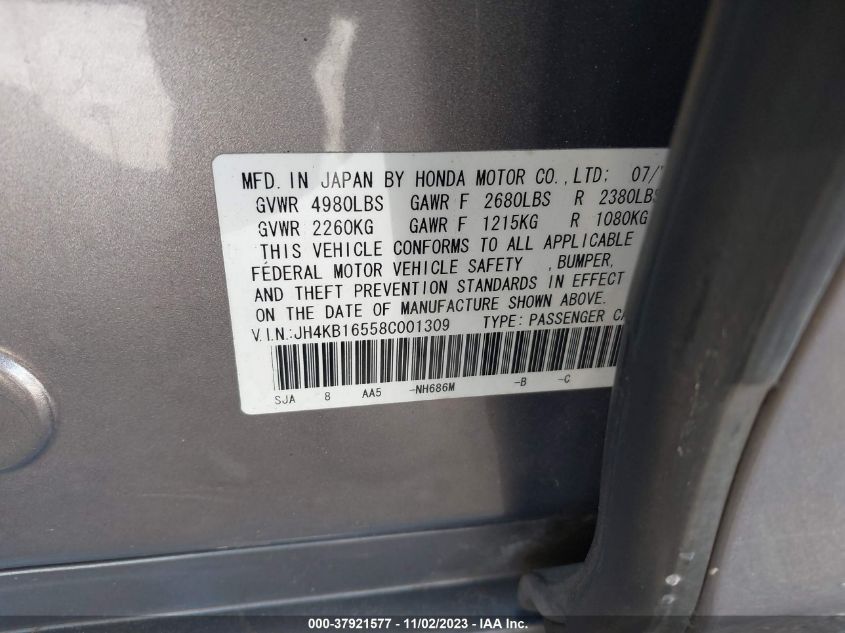 MFD. IN JAPAN BY HONDA MOTOR CO.,LTD: 07/
GVWR 4980LBS GAWR F 2680LBS R 2380LBS
GVWR 2260KG GAWR F 1215KG R 1080KG
THIS VEHICLE CONFORMS TO ALL APPLICABLE
FEDERAL MOTOR VEHICLE SAFETY , BUMPER,
AND THEFT PREVENTION STANDARDS IN EFFECT
ON THE DATE OF MANUFACTURE SHOWN ABOVE.
V.I.N.:JH4KB16558C001309 TYPE: PASSENGER CA
SJA 8 AA5 -NH686M -B -C
000-37921577 - 11/02/2023 - IAA Inc.